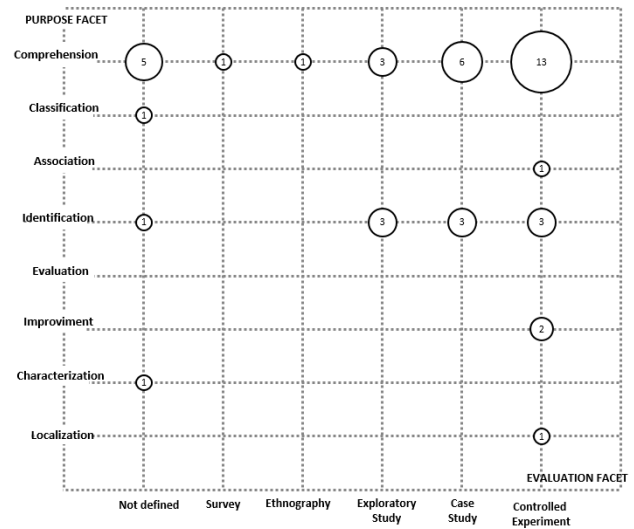 PURPOSE FACET
Comprehension 5 1 1 3 6 13
Classification 1
Association 1
Identification 1 3 3 3
Evaluation
Improviment 2
Characterization 1
Localization 1
EVALUATION FACET
Not defined Survey Ethnography Exploratory Case Controlled
Study Study Experiment